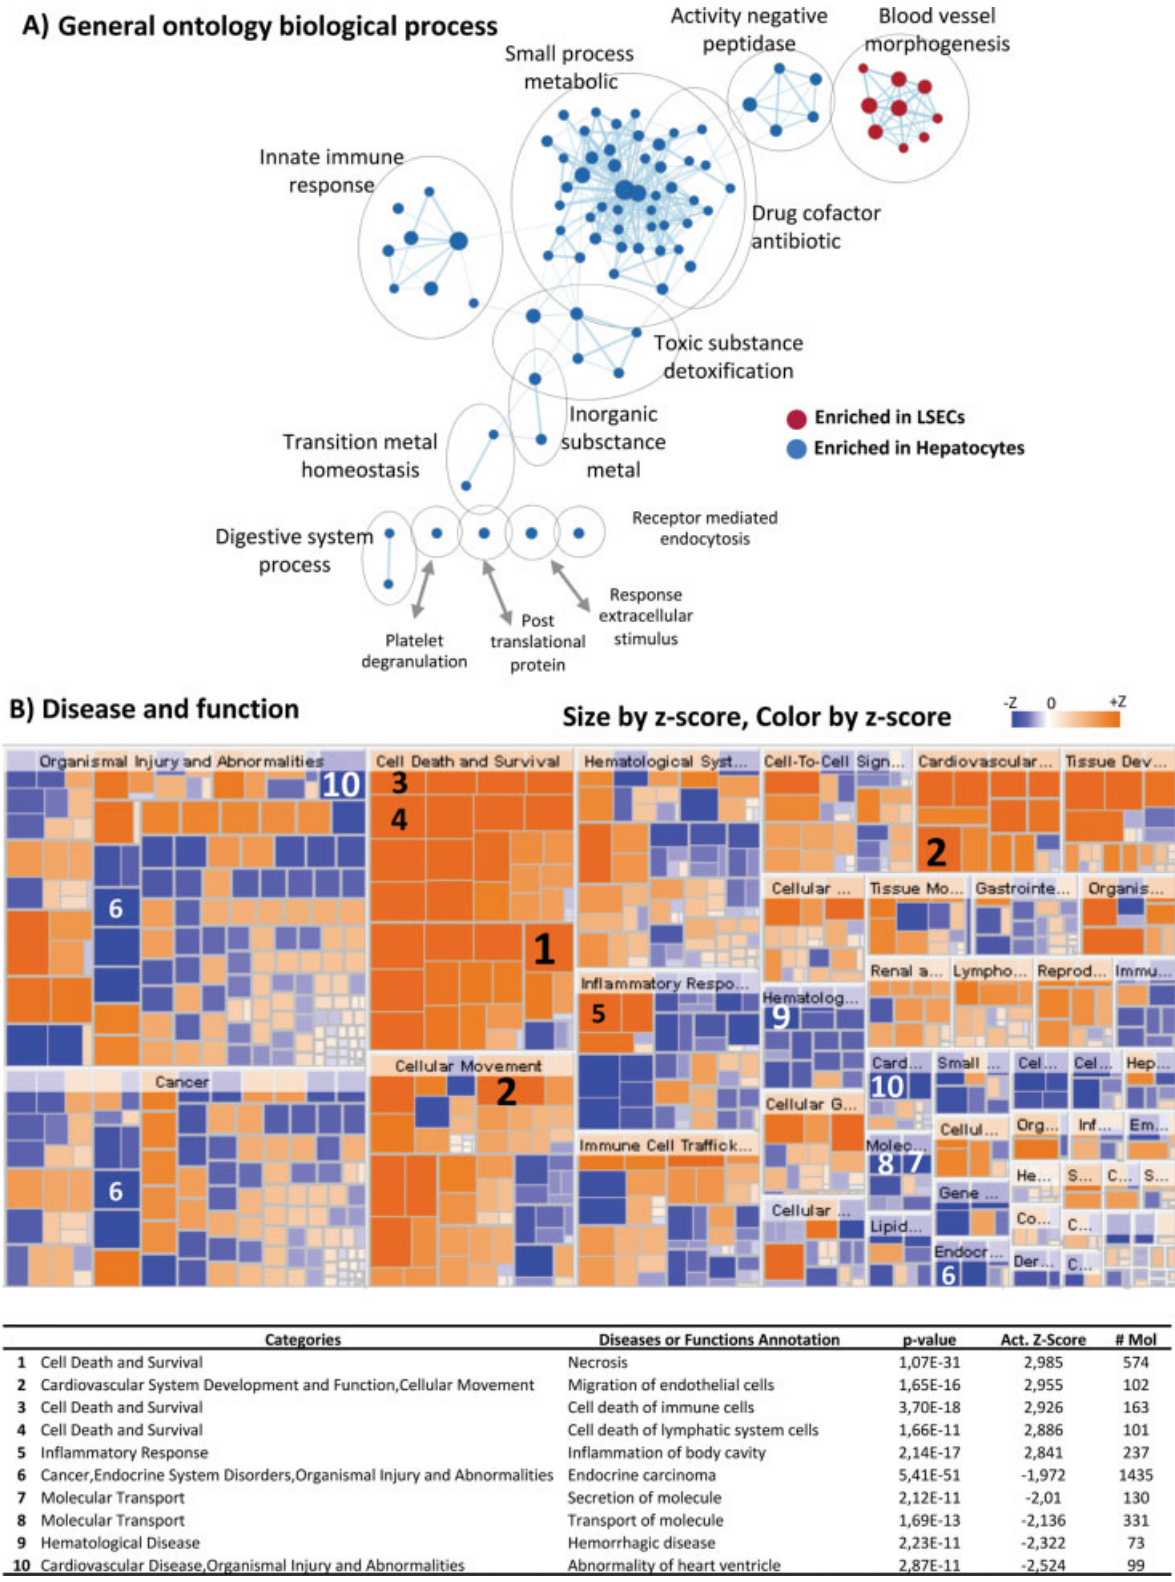 A) General ontology biological process
Activity negative
peptidase
Blood vessel
morphogenesis
Small process
metabolic
Innate immune
response
Drug cofactor
antibiotic
Toxic substance
detoxification
Inorganic
subsctance
metal
Enriched in LSECs
Enriched in Hepatocytes
Transition metal
homeostasis
Digestive system
process
Receptor mediated
endocytosis
Response
extracellular
stimulus
Post
translational
protein
Platelet
degranulation
B) Disease and function
Size by z-score, Color by z-score
-Z 0 +Z
Organismal Injury and Abnormalities
Cell Death and Survival
Hematological Syst...
Cell-To-Cell Sign...
Cardiovascular...
Tissue Dev...
10
3
4
2
6
1
Cellular ...
Tissue Mo...
Gastrointe...
Organis...
Inflammatory Respo...
5
Hematolog...
9
Renal a...
Lympho...
Reprod...
Immu...
Cancer
6
Cellular Movement
2
Immune Cell Traffick...
Cellular G...
Cellular ...
Card...
10
Small ...
Cel...
Cel...
Hep...
Molec...
8 7
Cellul...
Org...
Inf...
Em...
Gene ...
He...
S...
C...
S...
Lipid...
Co...
C...
Endocr...
6
Der...
C...
Categories Diseases or Functions Annotation p-value Act. Z-Score # Mol
1 Cell Death and Survival Necrosis 1,07E-31 2,985 574
2 Cardiovascular System Development and Function,Cellular Movement Migration of endothelial cells 1,65E-16 2,955 102
3 Cell Death and Survival Cell death of immune cells 3,70E-18 2,926 163
4 Cell Death and Survival Cell death of lymphatic system cells 1,66E-11 2,886 101
5 Inflammatory Response Inflammation of body cavity 2,14E-17 2,841 237
6 Cancer,Endocrine System Disorders,Organismal Injury and Abnormalities Endocrine carcinoma 5,41E-51 -1,972 1435
7 Molecular Transport Secretion of molecule 2,12E-11 -2,01 130
8 Molecular Transport Transport of molecule 1,69E-13 -2,136 331
9 Hematological Disease Hemorrhagic disease 2,23E-11 -2,322 73
10 Cardiovascular Disease,Organismal Injury and Abnormalities Abnormality of heart ventricle 2,87E-11 -2,524 99